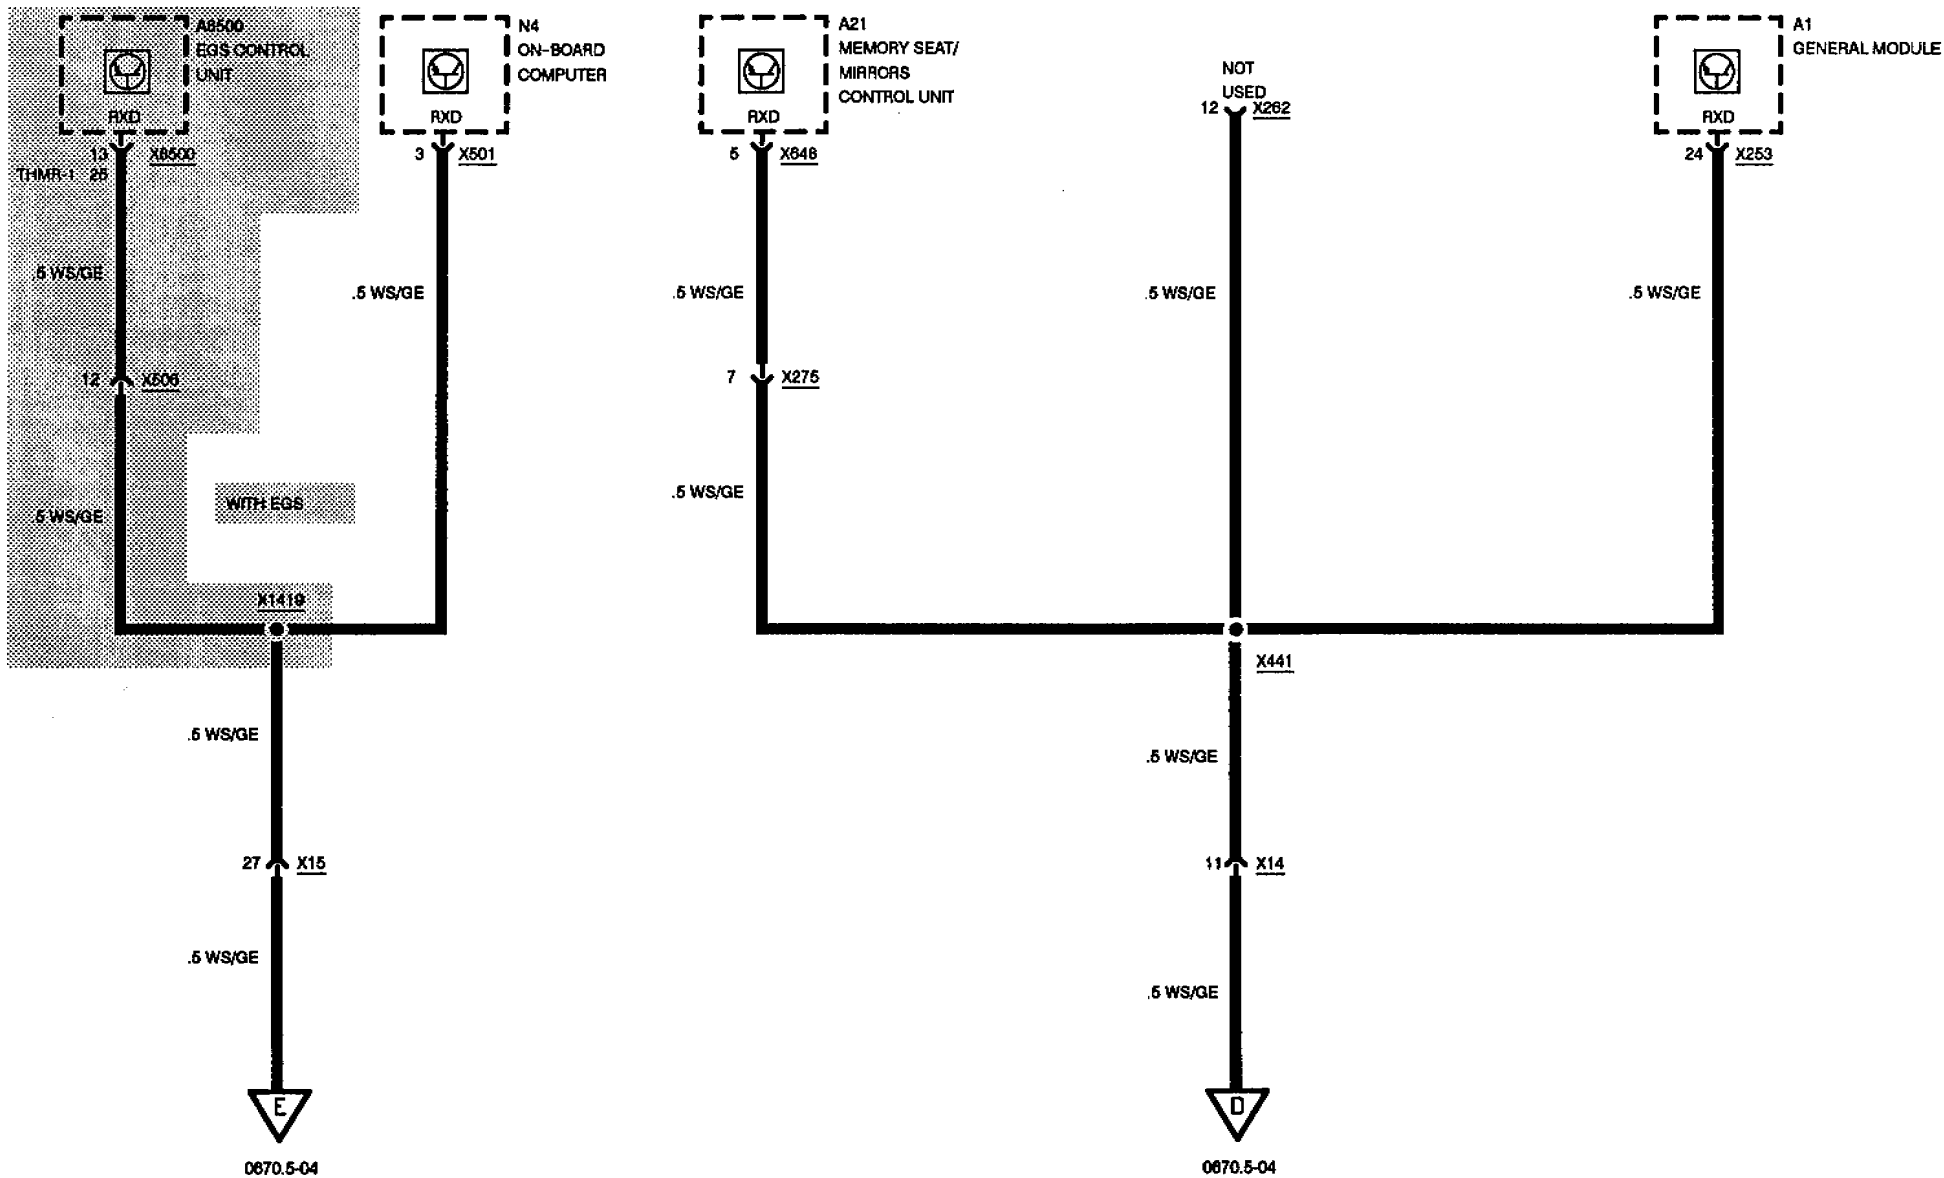 A8500
EGS CONTROL
UNIT
RXD
13 X8500
THMR-1 25
N4
ON-BOARD
COMPUTER
RXD
3 X501
A21
MEMORY SEAT/
MIRRORS
CONTROL UNIT
RXD
5 X648
NOT
USED
12 X262
A1
GENERAL MODULE
RXD
24 X253
.5 WS/GE
.5 WS/GE
.5 WS/GE
.5 WS/GE
.5 WS/GE
12 X506
7 X275
WITH EGS
.5 WS/GE
.5 WS/GE
X1419
X441
.5 WS/GE
.5 WS/GE
27 X15
11 X14
.5 WS/GE
.5 WS/GE
E
D
0670.5-04
0670.5-04